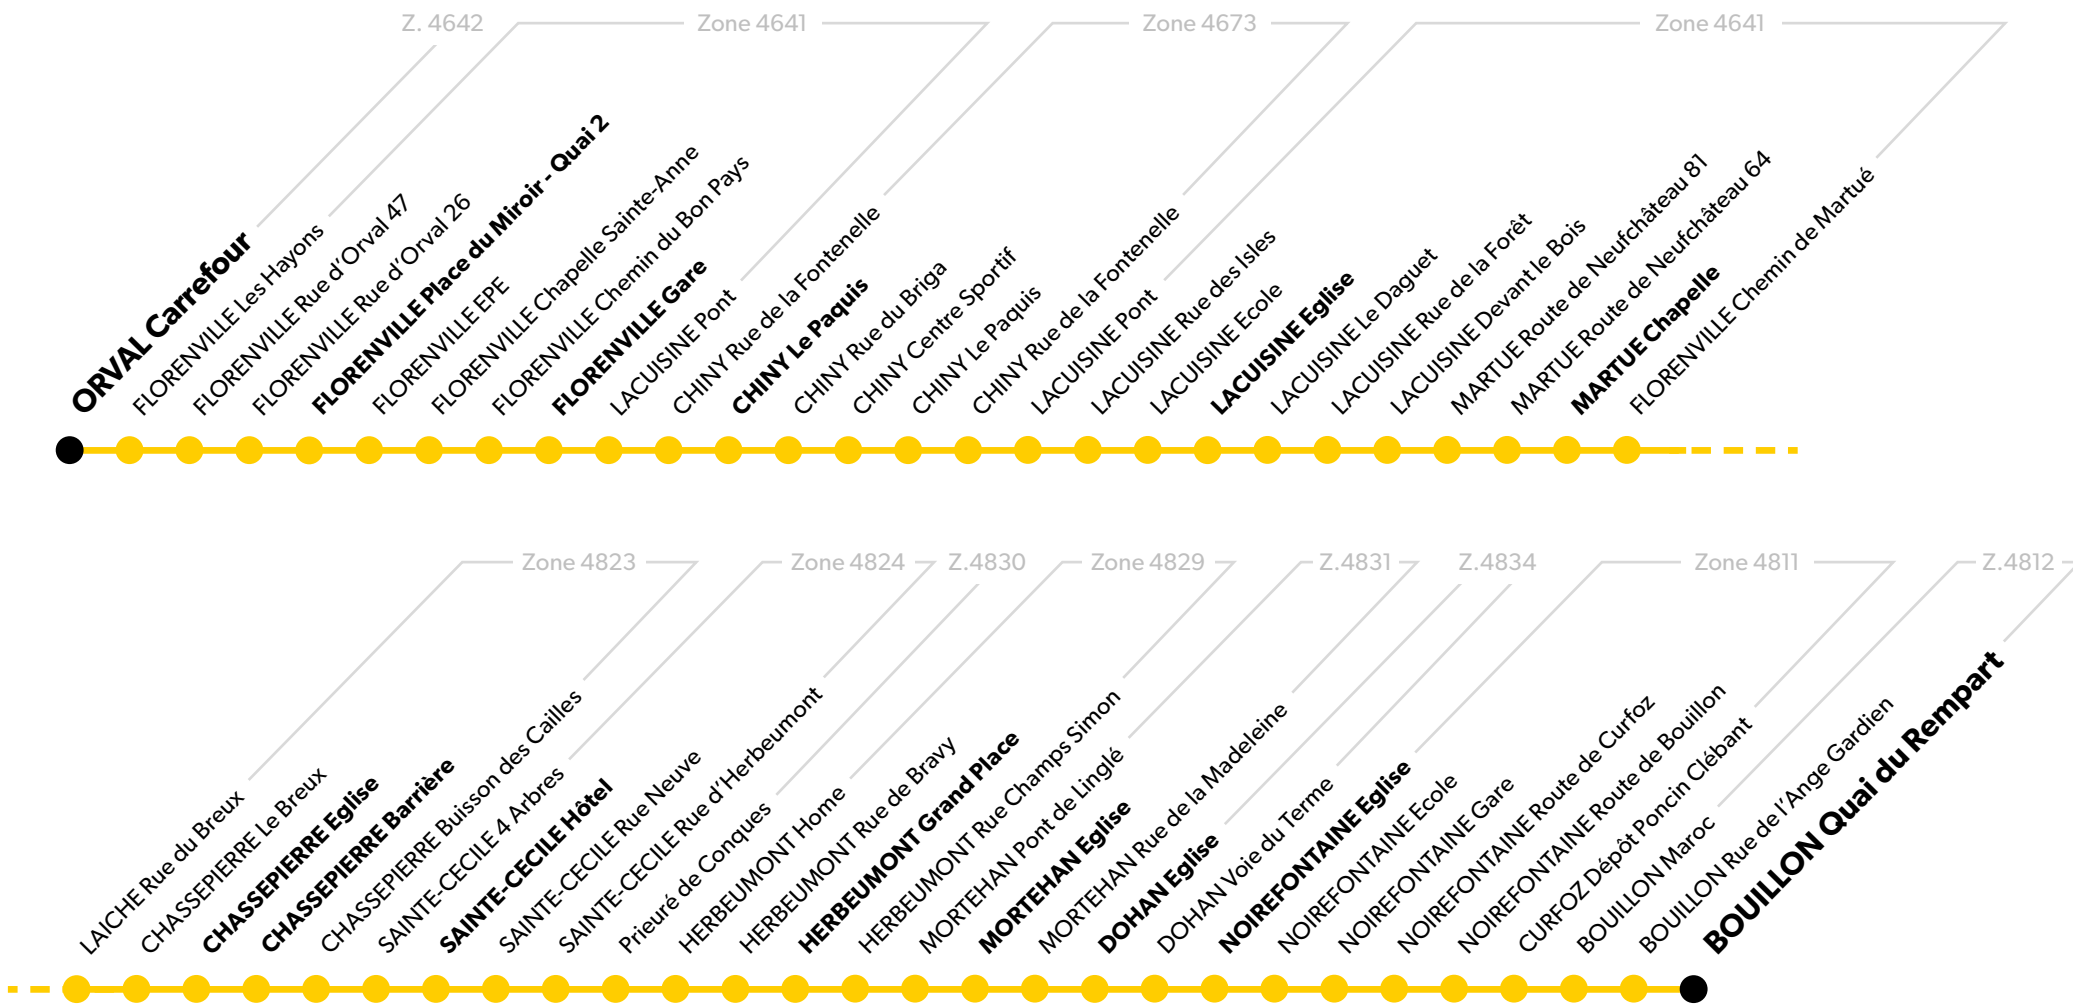 Z. 4642
Zone 4641
Zone 4673
Zone 4641
ORVAL Carrefour
FLORENVILLE Les Hayons
FLORENVILLE Rue d'Orval 47
FLORENVILLE Rue d'Orval 26
FLORENVILLE Place du Miroir - Quai 2
FLORENVILLE EPE
FLORENVILLE Chapelle Sainte-Anne
FLORENVILLE Chemin du Bon Pays
FLORENVILLE Gare
LACUISINE Pont
CHINY Rue de la Fontenelle
CHINY Le Paquis
CHINY Rue du Briga
CHINY Centre Sportif
CHINY Le Paquis
CHINY Rue de la Fontenelle
LACUISINE Pont
LACUISINE Rue des Isles
LACUISINE Ecole
LACUISINE Eglise
LACUISINE Le Daguet
LACUISINE Rue de la Forêt
LACUISINE Devant le Bois
MARTUE Route de Neufchâteau 81
MARTUE Route de Neufchâteau 64
MARTUE Chapelle
FLORENVILLE Chemin de Martué
Zone 4823
Zone 4824
Z.4830
Zone 4829
Z.4831
Z.4834
Zone 4811
Z.4812
LAICHE Rue du Breux
CHASSEPIERRE Le Breux
CHASSEPIERRE Eglise
CHASSEPIERRE Barrière
CHASSEPIERRE Buisson des Cailles
SAINTE-CECILE 4 Arbres
SAINTE-CECILE Hôtel
SAINTE-CECILE Rue Neuve
SAINTE-CECILE Rue d'Herbeumont
Prieuré de Conques
HERBEUMONT Home
HERBEUMONT Rue de Bravy
HERBEUMONT Grand Place
HERBEUMONT Rue Champs Simon
MORTEHAN Pont de Linglé
MORTEHAN Eglise
MORTEHAN Rue de la Madeleine
DOHAN Eglise
DOHAN Voie du Terme
NOIREFONTAINE Eglise
NOIREFONTAINE Ecole
NOIREFONTAINE Gare
NOIREFONTAINE Route de Curfoz
NOIREFONTAINE Route de Bouillon
CURFOZ Dépôt Poncin Clébant
BOUILLON Maroc
BOUILLON Rue de l'Ange Gardien
BOUILLON Quai du Rempart